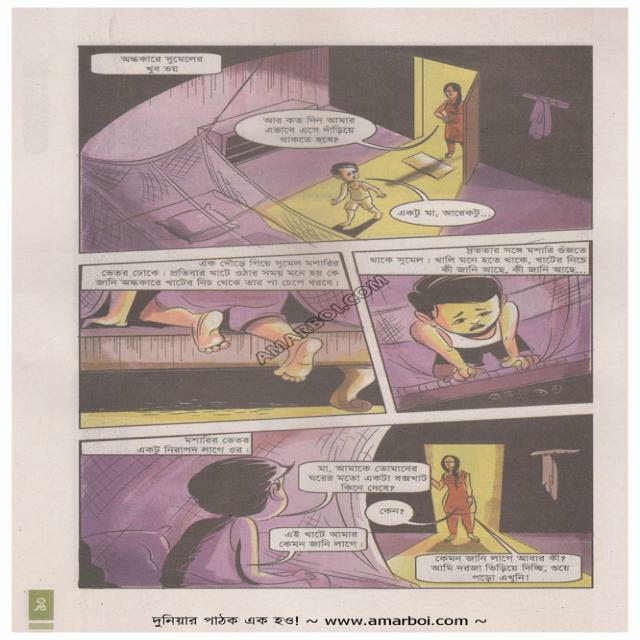 অন্ধকারে সুমেলের
খুব ভয়
আর কত দিন আমার
এভাবে এসে দাঁড়িয়ে
থাকতে হবে?
একটু মা, আরেকটু...
এক দৌড়ে গিয়ে সুমেল মশারির
ভেতর ঢোকে। প্রতিবার খাটে ওঠার সময় মনে হয় কে
জানি অন্ধকারে খাটের নিচ থেকে তার পা চেপে ধরবে।
দ্রুততার সঙ্গে মশারি গুঁজতে
থাকে সুমেল। খালি মনে হতে থাকে, খাটের নিচে
কী জানি আছে, কী জানি আছে...
AMARBOI.COM
মশারির ভেতর
একটু নিরাপদ লাগে ওর।
মা, আমাকে তোমাদের
ঘরের মতো একটা বক্সখাট
কিনে দেবে?
কেন?
এই খাটে আমার
কেমন জানি লাগে।
কেমন জানি লাগে আবার কী?
আমি দরজা ভিড়িয়ে দিচ্ছি, শুয়ে
পড়ো এখুনি!
দুনিয়ার পাঠক এক হও! ~ www.amarboi.com ~